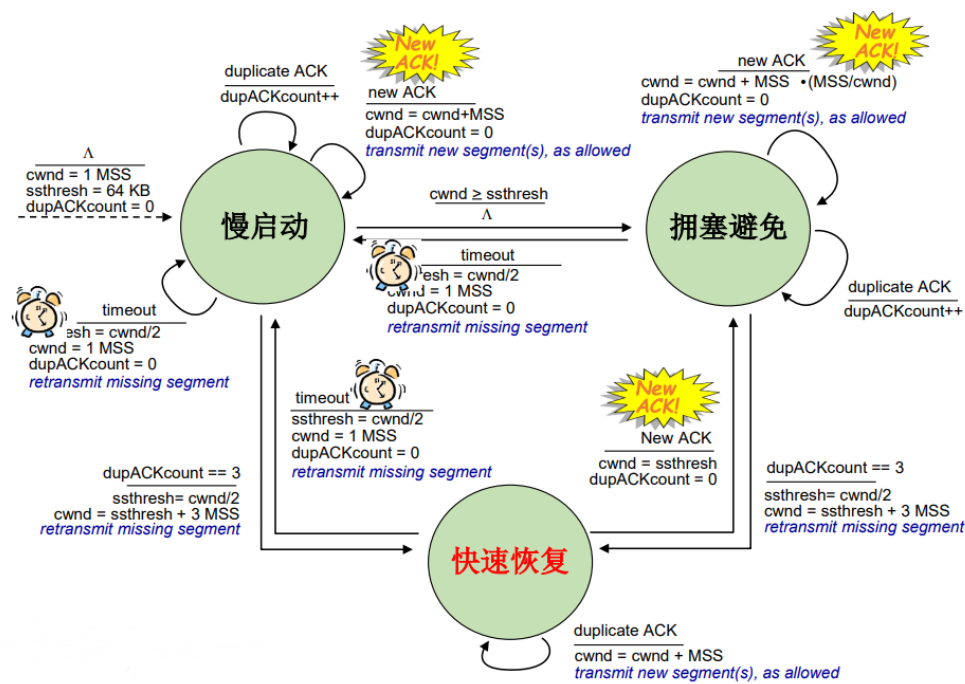 New
ACK!
duplicate ACK
dupACKcount++
new ACK
cwnd = cwnd+MSS
dupACKcount = 0
transmit new segment(s), as allowed
New
ACK!
new ACK
cwnd = cwnd + MSS •(MSS/cwnd)
dupACKcount = 0
transmit new segment(s), as allowed
Λ
cwnd = 1 MSS
ssthresh = 64 KB
dupACKcount = 0
慢启动
cwnd ≥ ssthresh
Λ
拥塞避免
timeout
esh = cwnd/2
cwnd = 1 MSS
dupACKcount = 0
retransmit missing segment
duplicate ACK
dupACKcount++
timeout
esh = cwnd/2
cwnd = 1 MSS
dupACKcount = 0
retransmit missing segment
timeout
ssthresh = cwnd/2
cwnd = 1 MSS
dupACKcount = 0
retransmit missing segment
New
ACK!
New ACK
cwnd = ssthresh
dupACKcount = 0
dupACKcount == 3
ssthresh= cwnd/2
cwnd = ssthresh + 3 MSS
retransmit missing segment
dupACKcount == 3
ssthresh= cwnd/2
cwnd = ssthresh + 3 MSS
retransmit missing segment
快速恢复
duplicate ACK
cwnd = cwnd + MSS
transmit new segment(s), as allowed